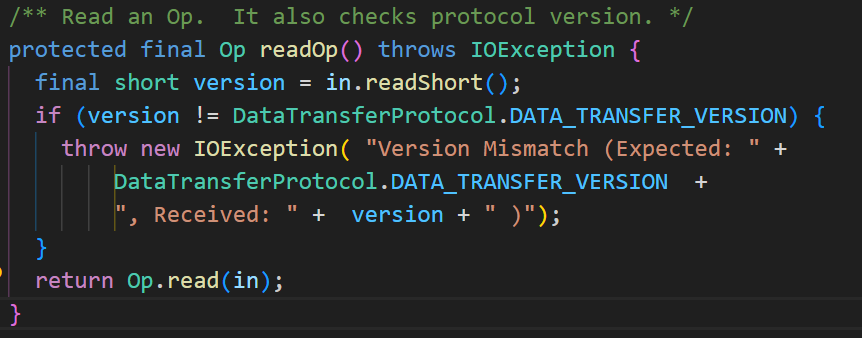 /** Read an Op.  It also checks protocol version. */
protected final Op readOp() throws IOException {
  final short version = in.readShort();
  if (version != DataTransferProtocol.DATA_TRANSFER_VERSION) {
    throw new IOException( "Version Mismatch (Expected: " +
        DataTransferProtocol.DATA_TRANSFER_VERSION  +
        ", Received: " +  version + " )");
  }
  return Op.read(in);
}